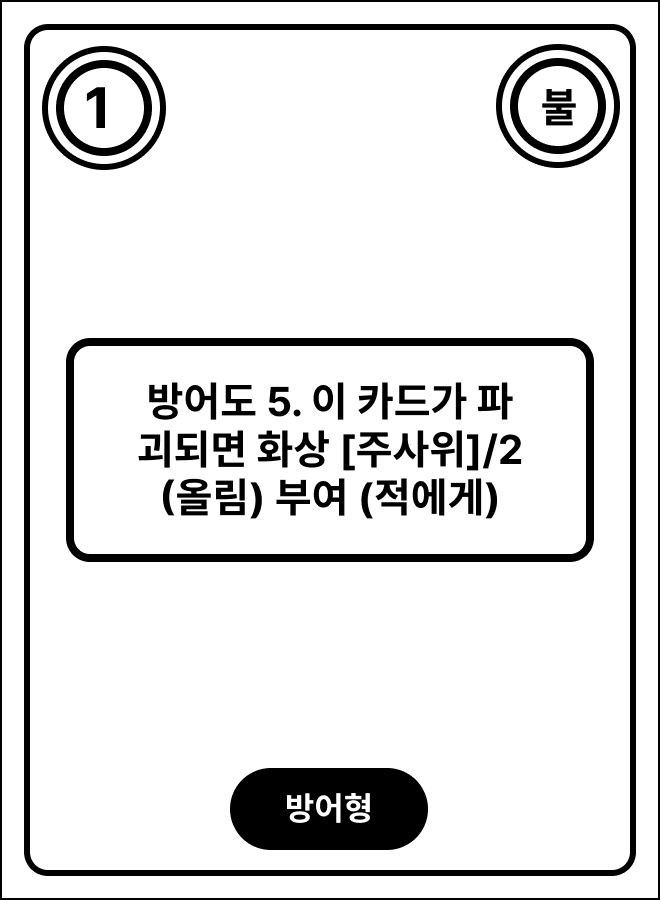 1
불
방어도 5. 이 카드가 파
괴되면 화상 [주사위]/2
(올림) 부여 (적에게)
방어형